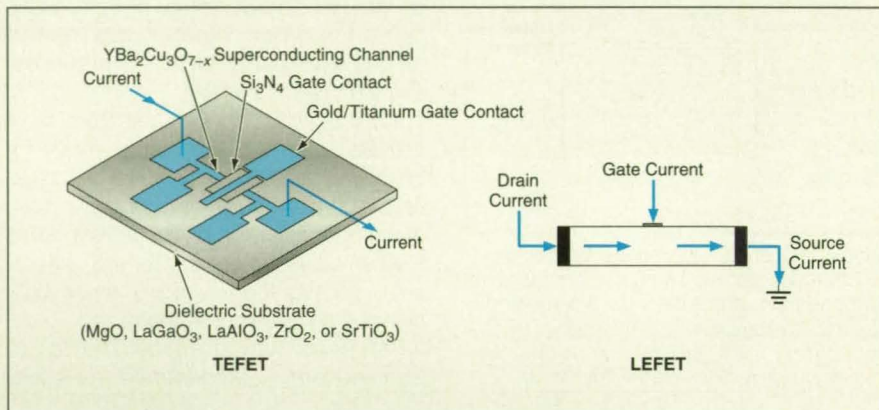 YBa₂Cu₃O₇₋ₓ Superconducting Channel
Current
Si₃N₄ Gate Contact
Gold/Titanium Gate Contact
Current
Dielectric Substrate
(MgO, LaGaO₃, LaAlO₃, ZrO₂, or SrTiO₃)
TEFET
Gate Current
Drain
Current
Source
Current
LEFET